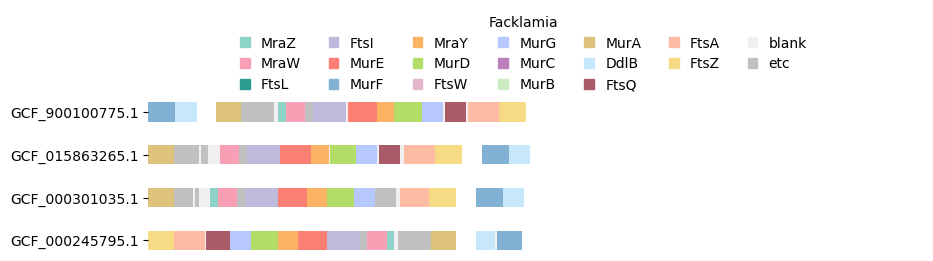 Facklamia
MraZ FtsI MraY MurG MurA FtsA blank
MraW MurE MurD MurC DdlB FtsZ etc
FtsL MurF FtsW MurB FtsQ
GCF_900100775.1
GCF_015863265.1
GCF_000301035.1
GCF_000245795.1